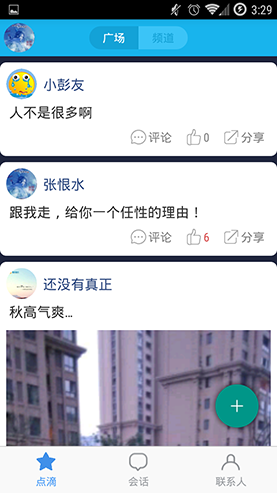 3:29
广场 频道
小彭友
人不是很多啊
评论 0 分享
张恨水
跟我走，给你一个任性的理由！
评论 6 分享
还没有真正
秋高气爽…
点滴 会话 联系人